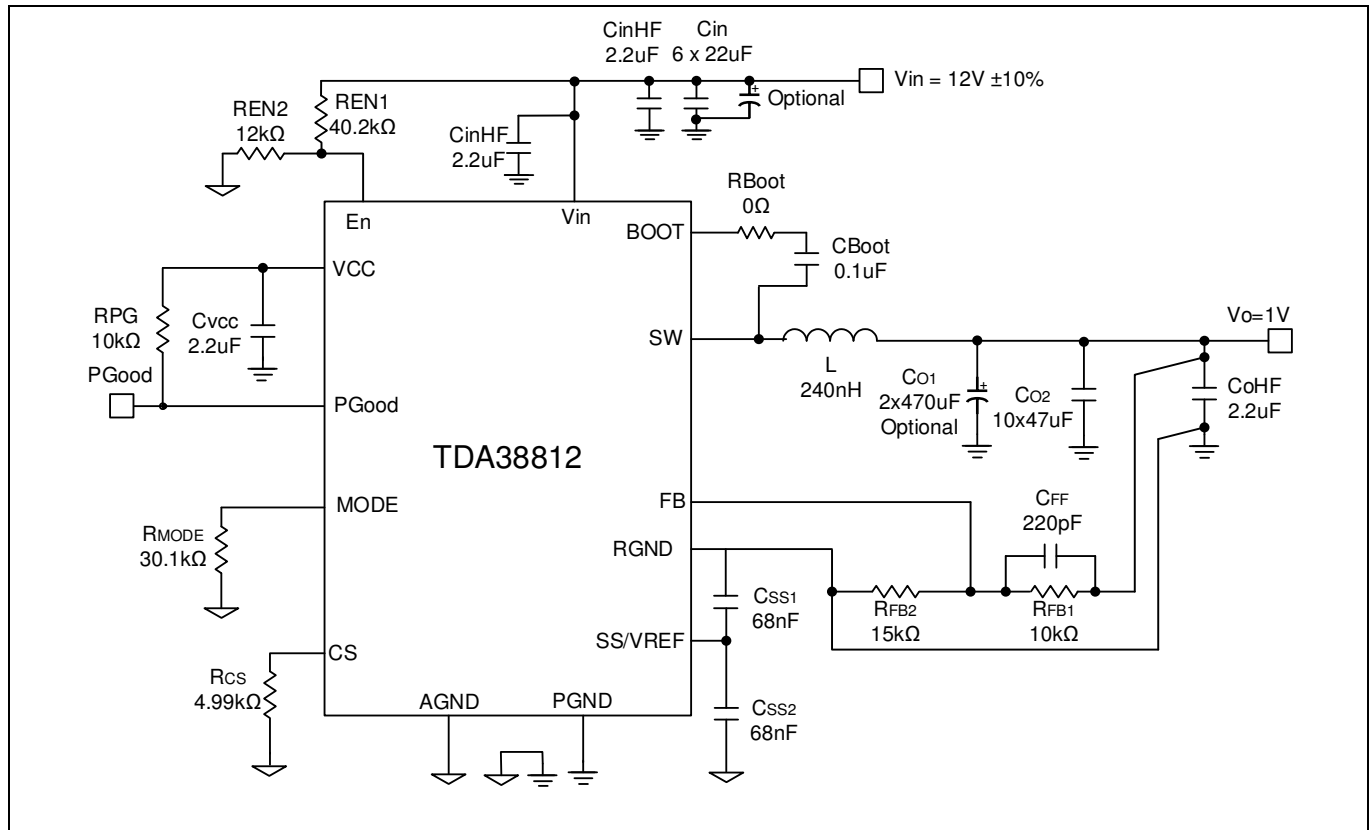 CinHF
2.2uF
Cin
6 x 22uF
Optional
Vin = 12V ±10%
REN1
40.2kΩ
REN2
12kΩ
CinHF
2.2uF
En
Vin
RBoot
0Ω
BOOT
CBoot
0.1uF
VCC
RPG
10kΩ
Cvcc
2.2uF
PGood
PGood
SW
L
240nH
Vo=1V
CO1
2x470uF
Optional
CO2
10x47uF
CoHF
2.2uF
TDA38812
MODE
RMODE
30.1kΩ
FB
RGND
CFF
220pF
RFB2
15kΩ
RFB1
10kΩ
CSS1
68nF
SS/VREF
CS
RCS
4.99kΩ
AGND
PGND
CSS2
68nF